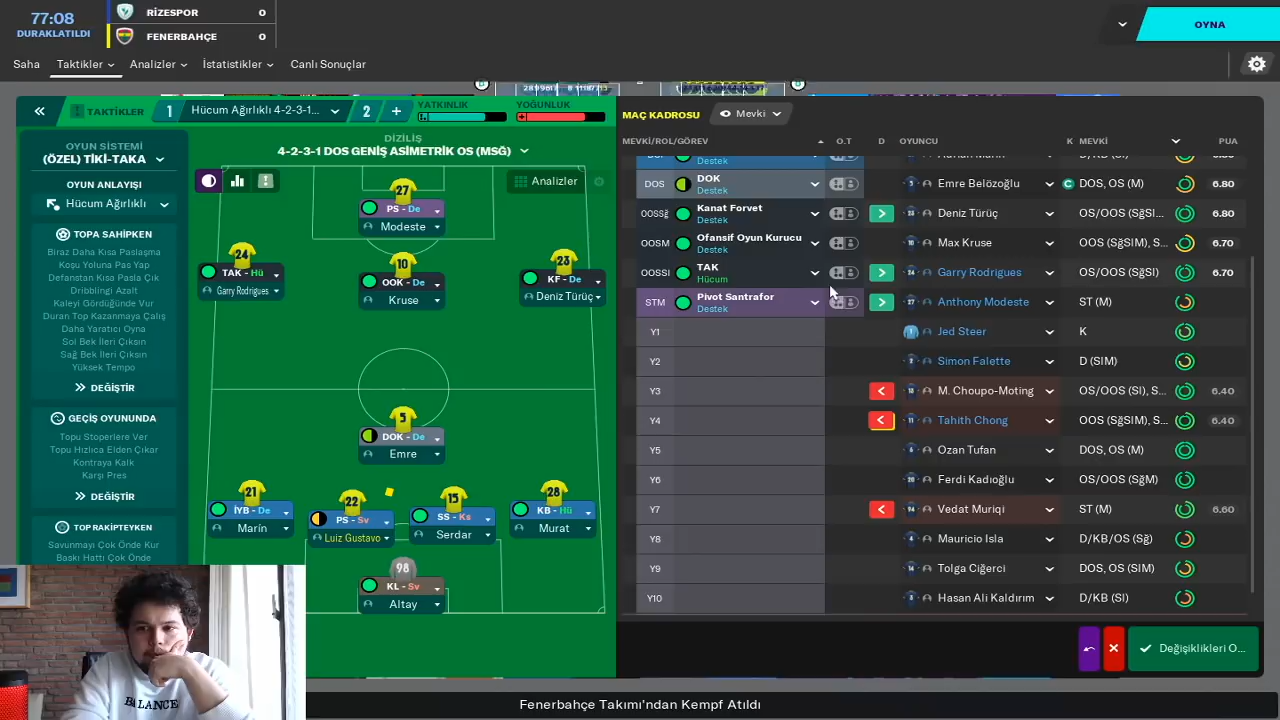 77:08
DURAKLATILDI
RİZESPOR 0
FENERBAHÇE 0
OYNA
Saha
Taktikler
Analizler
İstatistikler
Canlı Sonuçlar
TAKTİKLER
1
Hücum Ağırlıklı 4-2-3-1...
2
+
YATKINLIK
YOĞUNLUK
OYUN SİSTEMİ
(ÖZEL) TİKİ-TAKA
OYUN ANLAYIŞI
Hücum Ağırlıklı
TOPA SAHİPKEN
Biraz Daha Kısa Paslaşma
Koşu Yoluna Pas Yap
Defanstan Kısa Pasla Çık
Dribblingi Azalt
Kaleyi Gördüğünde Vur
Duran Top Kazanmaya Çalış
Daha Yaratıcı Oyna
Sol Bek İleri Çıksın
Sağ Bek İleri Çıksın
Yüksek Tempo
DEĞİŞTİR
GEÇİŞ OYUNUNDA
Topu Stoperlere Ver
Topu Hızlıca Elden Çıkar
Kontraya Kalk
Karşı Pres
DEĞİŞTİR
TOP RAKİPTEYKEN
Savunmayı Çok Önde Kur
Baskı Hattı Çok Önde
DİZİLİŞ
4-2-3-1 DOS GENİŞ ASİMETRİK OS (MSĞ)
Analizler
27
PS - De
Modeste
24
TAK - Hü
Garry Rodrigues
10
OOK - De
Kruse
23
KF - De
Deniz Türüç
5
DOK - De
Emre
21
İYB - De
Marin
22
PS - Sv
Luiz Gustavo
15
SS - Ks
Serdar
28
KB - Hü
Murat
98
KL - Sv
Altay
MAÇ KADROSU
Mevki
MEVKİ/ROL/GÖREV O.T D OYUNCU K MEVKİ PUA
Destek
DOS DOK Destek Emre Belözoğlu C DOS, OS (M) 6.80
OOSSğ Kanat Forvet Destek Deniz Türüç OS/OOS (SğSI... 6.80
OOSM Ofansif Oyun Kurucu Destek Max Kruse OOS (SğSIM), S... 6.70
OOSSI TAK Hücum Garry Rodrigues OS/OOS (SğSI) 6.70
STM Pivot Santrafor Destek Anthony Modeste ST (M)
Y1 Jed Steer K
Y2 Simon Falette D (SIM)
Y3 M. Choupo-Moting OS/OOS (SI), S... 6.40
Y4 Tahith Chong OOS (SğSIM), S... 6.40
Y5 Ozan Tufan DOS, OS (M)
Y6 Ferdi Kadıoğlu OS/OOS (SğM)
Y7 Vedat Muriqi ST (M) 6.60
Y8 Mauricio Isla D/KB/OS (Sğ)
Y9 Tolga Ciğerci DOS, OS (SIM)
Y10 Hasan Ali Kaldırım D/KB (SI)
Değişiklikleri O...
BALANCE
Fenerbahçe Takımı'ndan Kempf Atıldı